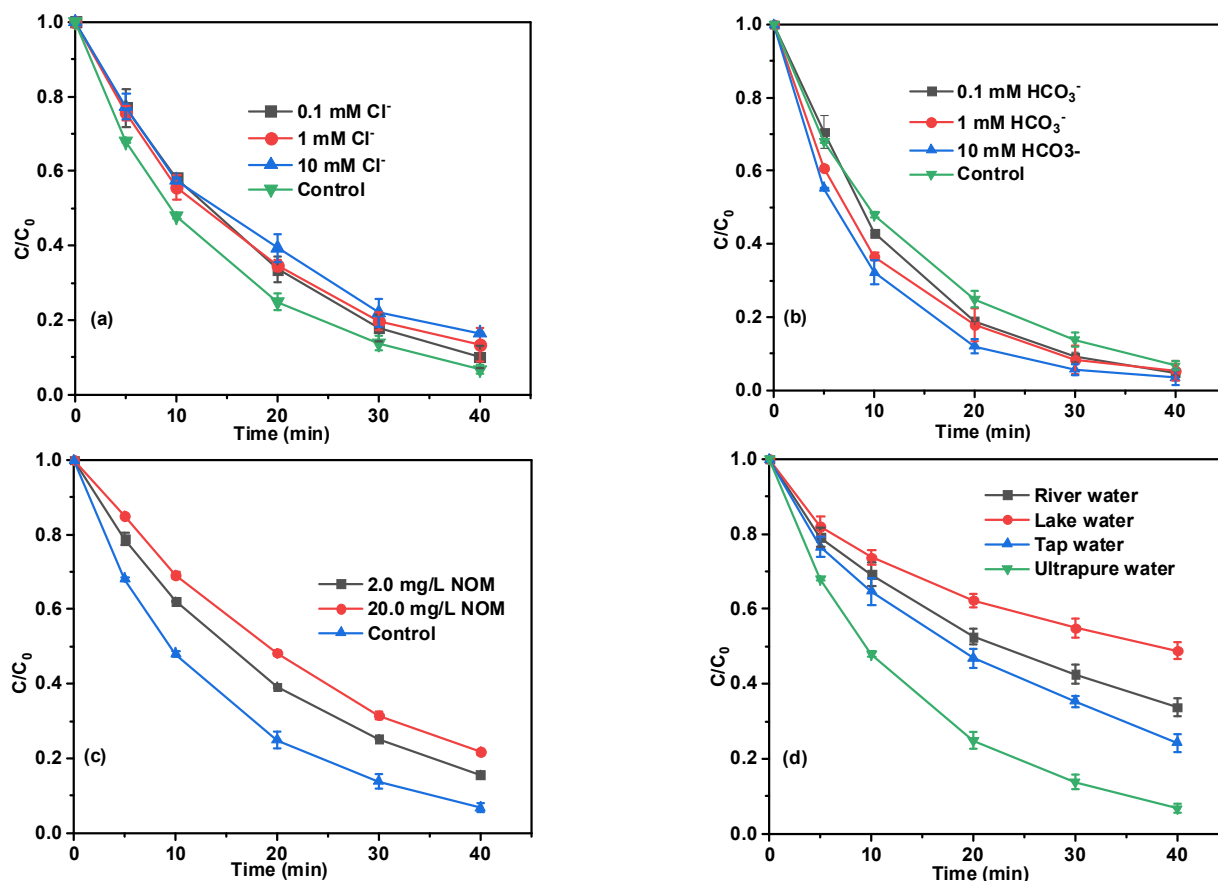 1.0
0.8
0.6
0.4
0.2
0.0
C/C₀
0.1 mM Cl⁻
1 mM Cl⁻
10 mM Cl⁻
Control
(a)
0 10 20 30 40
Time (min)
1.0
0.8
0.6
0.4
0.2
0.0
C/C₀
0.1 mM HCO₃⁻
1 mM HCO₃⁻
10 mM HCO3-
Control
(b)
0 10 20 30 40
Time (min)
1.0
0.8
0.6
0.4
0.2
0.0
C/C₀
2.0 mg/L NOM
20.0 mg/L NOM
Control
(c)
0 10 20 30 40
Time (min)
1.0
0.8
0.6
0.4
0.2
0.0
C/C₀
River water
Lake water
Tap water
Ultrapure water
(d)
0 10 20 30 40
Time (min)